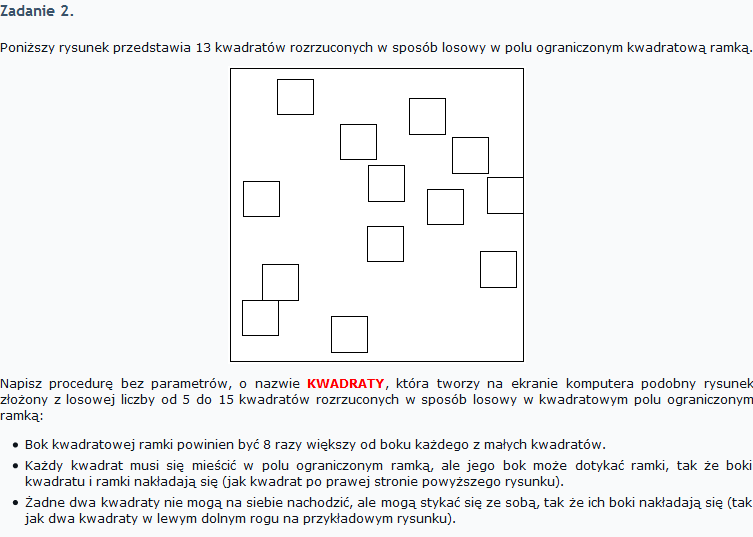 Zadanie 2.
Poniższy rysunek przedstawia 13 kwadratów rozrzuconych w sposób losowy w polu ograniczonym kwadratową ramką.
Napisz procedurę bez parametrów, o nazwie KWADRATY, która tworzy na ekranie komputera podobny rysunek
złożony z losowej liczby od 5 do 15 kwadratów rozrzuconych w sposób losowy w kwadratowym polu ograniczonym
ramką:
• Bok kwadratowej ramki powinien być 8 razy większy od boku każdego z małych kwadratów.
• Każdy kwadrat musi się mieścić w polu ograniczonym ramką, ale jego bok może dotykać ramki, tak że boki
kwadratu i ramki nakładają się (jak kwadrat po prawej stronie powyższego rysunku).
• Żadne dwa kwadraty nie mogą na siebie nachodzić, ale mogą stykać się ze sobą, tak że ich boki nakładają się (tak
jak dwa kwadraty w lewym dolnym rogu na przykładowym rysunku).